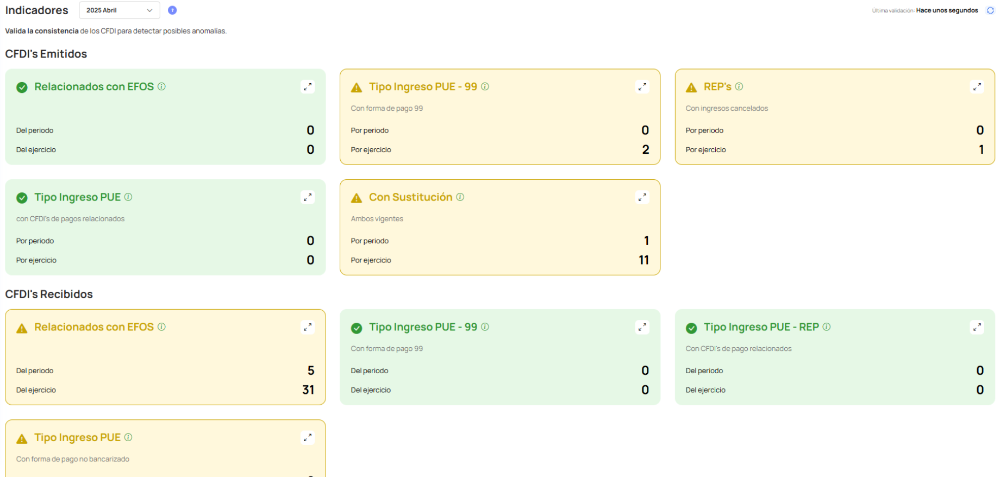 Indicadores
2025 Abril
?
Última validación: Hace unos segundos
Valida la consistencia de los CFDI para detectar posibles anomalías.
CFDI's Emitidos
Relacionados con EFOS
Del periodo 0
Del ejercicio 0
Tipo Ingreso PUE - 99
Con forma de pago 99
Por periodo 0
Por ejercicio 2
REP's
Con ingresos cancelados
Por periodo 0
Por ejercicio 1
Tipo Ingreso PUE
con CFDI's de pagos relacionados
Por periodo 0
Por ejercicio 0
Con Sustitución
Ambos vigentes
Por periodo 1
Por ejercicio 11
CFDI's Recibidos
Relacionados con EFOS
Del periodo 5
Del ejercicio 31
Tipo Ingreso PUE - 99
Con forma de pago 99
Del periodo 0
Del ejercicio 0
Tipo Ingreso PUE - REP
Con CFDI's de pago relacionados
Del periodo 0
Del ejercicio 0
Tipo Ingreso PUE
Con forma de pago no bancarizado